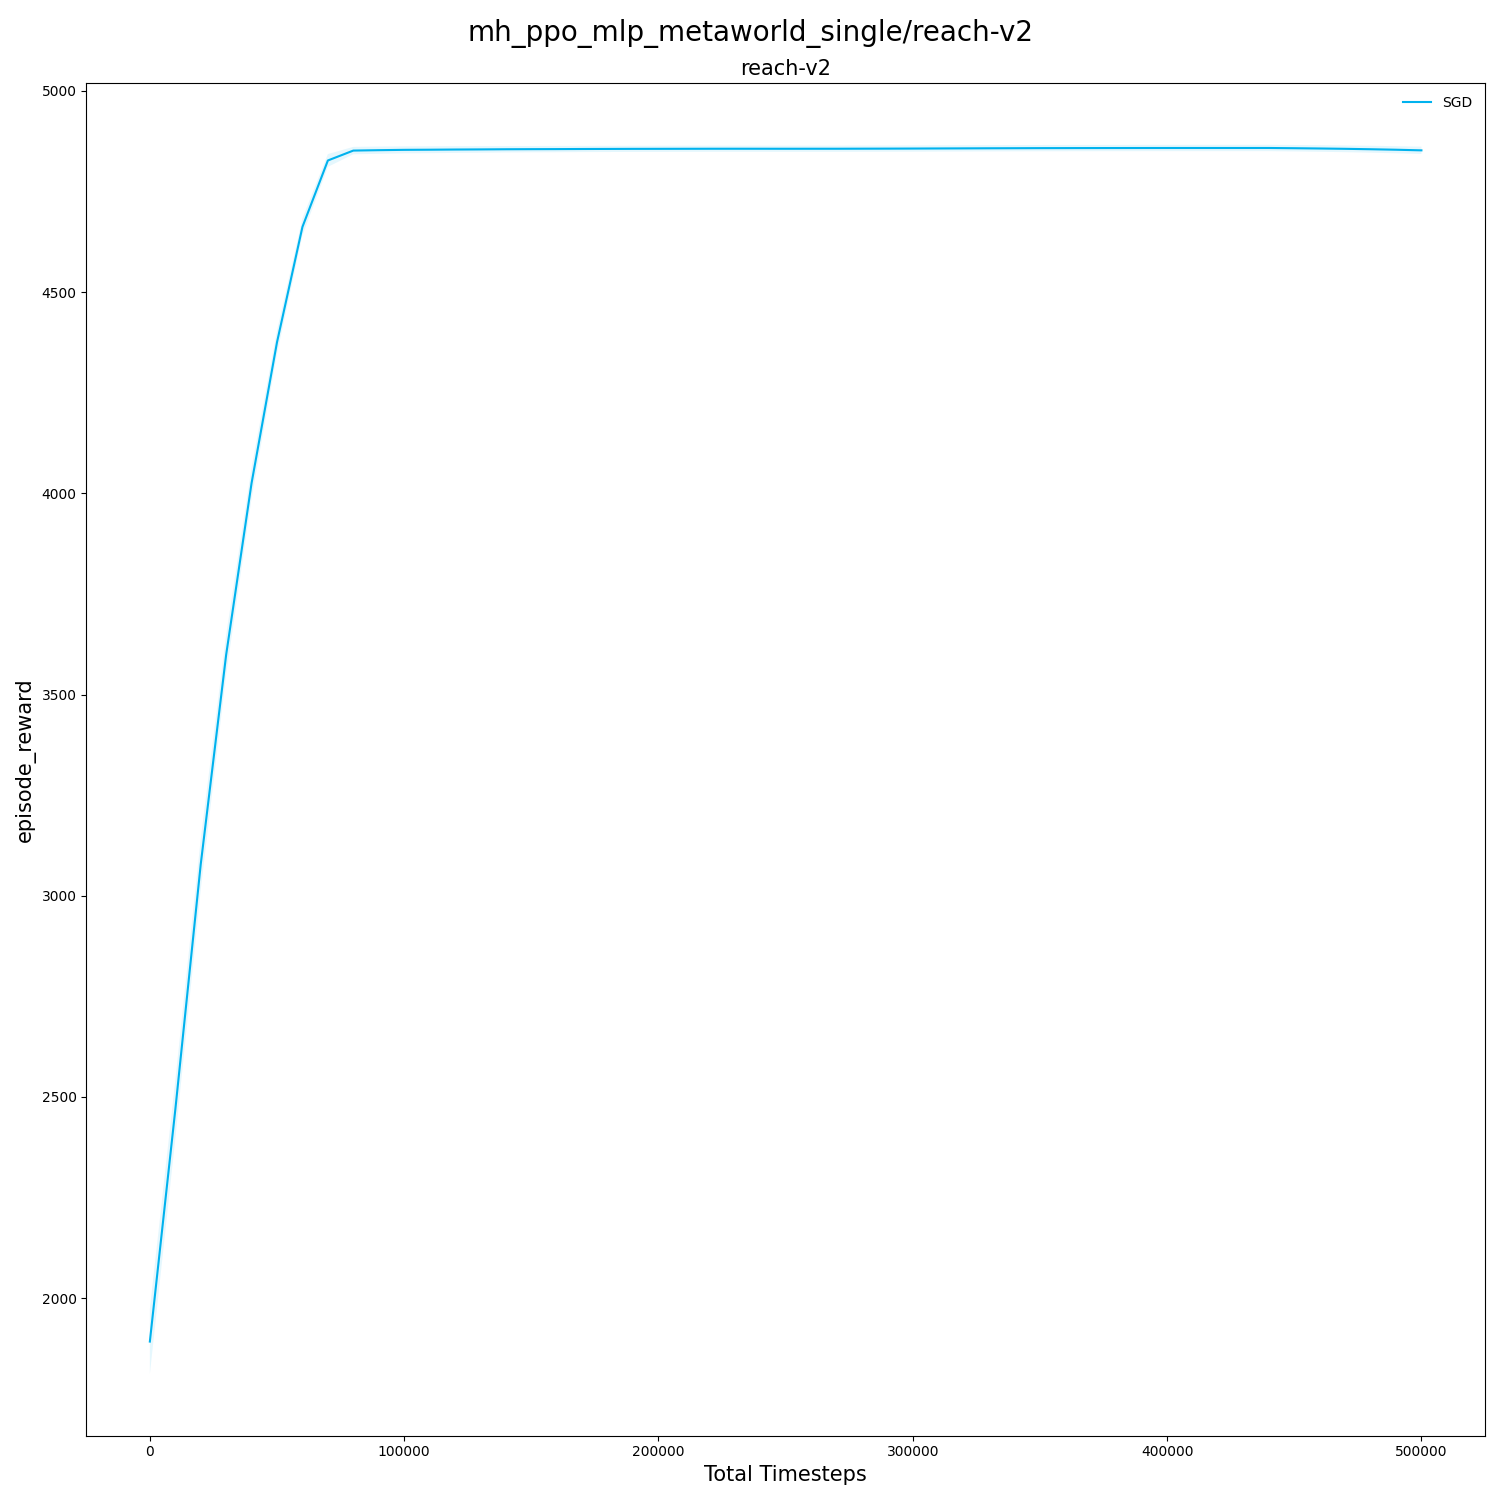 mh_ppo_mlp_metaworld_single/reach-v2
reach-v2
SGD
episode_reward
5000
4500
4000
3500
3000
2500
2000
0 100000 200000 300000 400000 500000
Total Timesteps